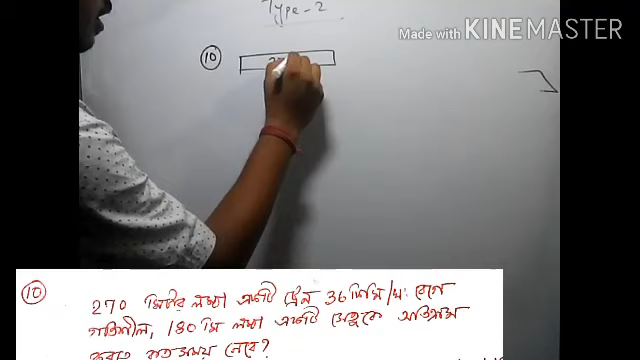 Type-2
Made with KINEMASTER
10
10
270 মিটার লম্বা একটি ট্রেন 36 কিমি/ঘ: বেগে
গতিশীল, 180 মি লম্বা একটি সেতুকে অতিক্রম
করতে কত সময় নেবে?